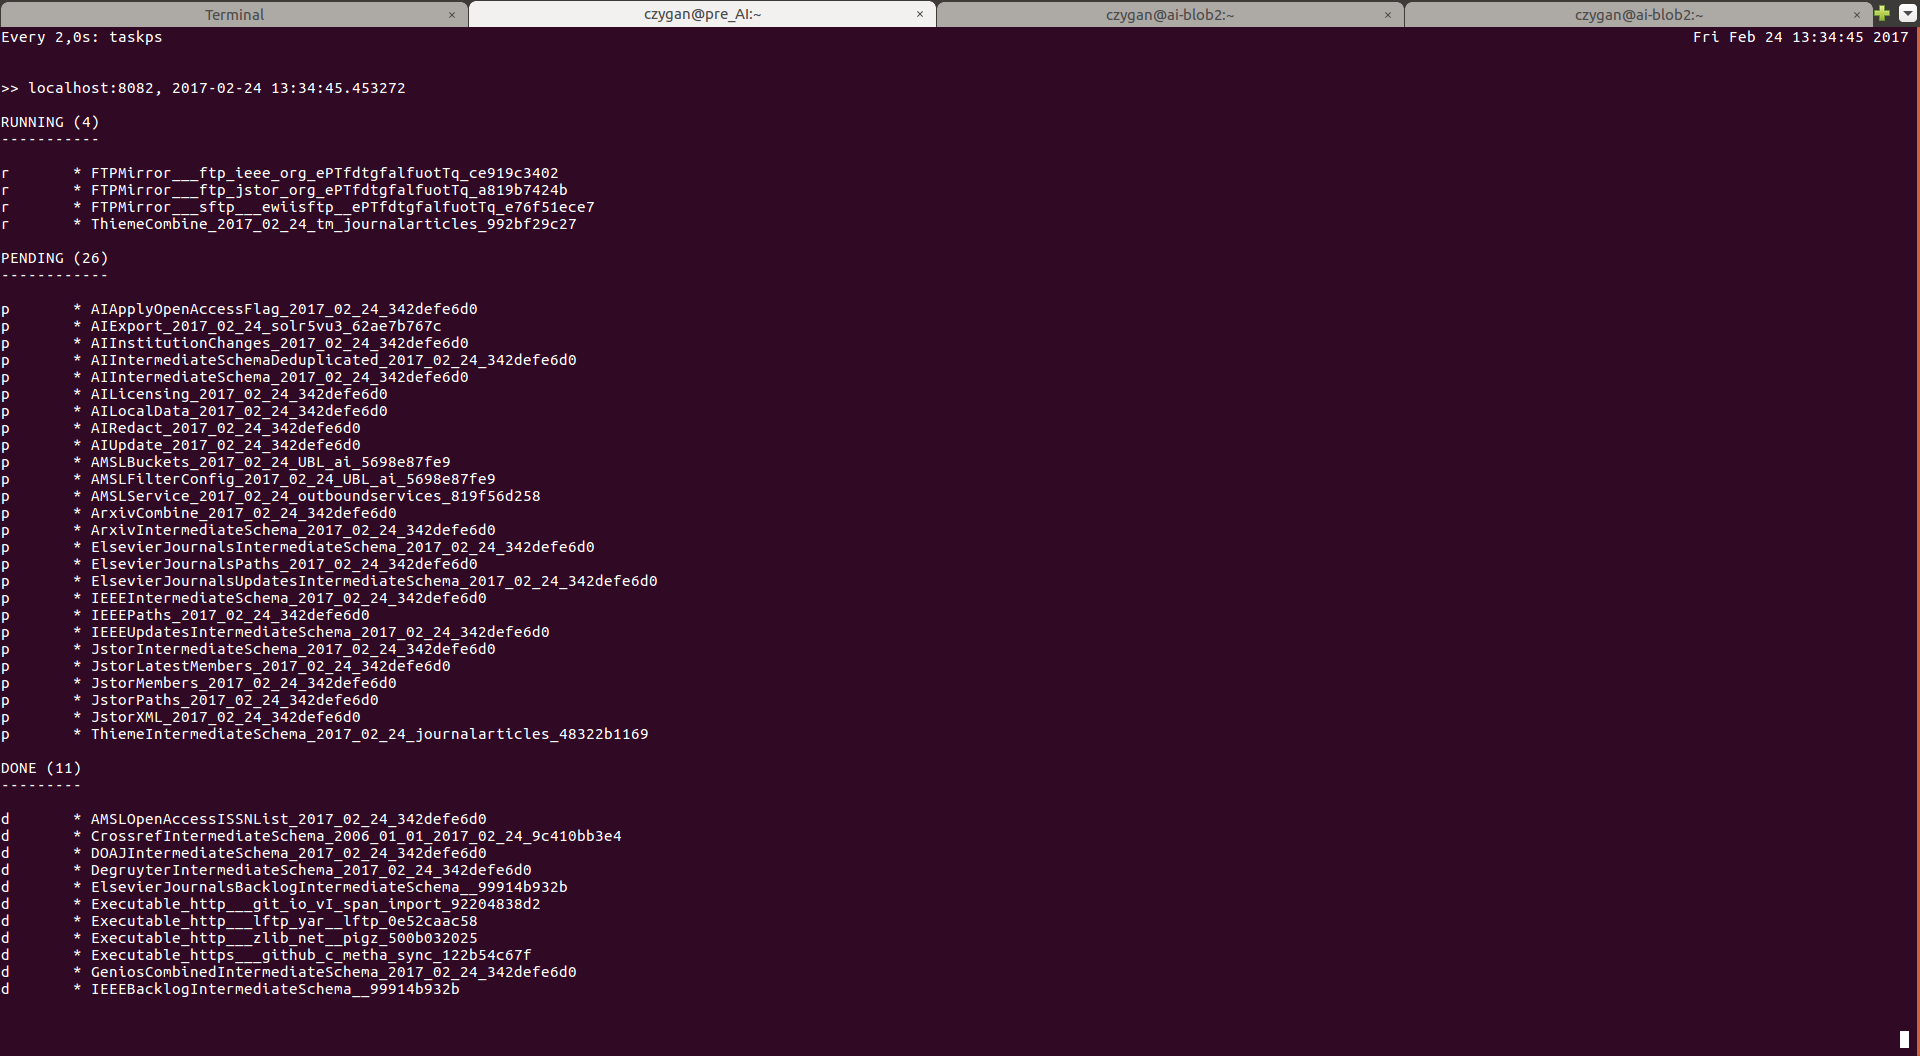 Terminal × czygan@pre_AI:~ × czygan@ai-blob2:~ × czygan@ai-blob2:~ ×
Every 2,0s: taskps Fri Feb 24 13:34:45 2017
>> localhost:8082, 2017-02-24 13:34:45.453272
RUNNING (4)
-----------
r * FTPMirror___ftp_ieee_org_ePTfdtgfalfuotTq_ce919c3402
r * FTPMirror___ftp_jstor_org_ePTfdtgfalfuotTq_a819b7424b
r * FTPMirror___sftp___ewiisftp__ePTfdtgfalfuotTq_e76f51ece7
r * ThiemeCombine_2017_02_24_tm_journalarticles_992bf29c27
PENDING (26)
------------
p * AIApplyOpenAccessFlag_2017_02_24_342defe6d0
p * AIExport_2017_02_24_solr5vu3_62ae7b767c
p * AIInstitutionChanges_2017_02_24_342defe6d0
p * AIIntermediateSchemaDeduplicated_2017_02_24_342defe6d0
p * AIIntermediateSchema_2017_02_24_342defe6d0
p * AILicensing_2017_02_24_342defe6d0
p * AILocalData_2017_02_24_342defe6d0
p * AIRedact_2017_02_24_342defe6d0
p * AIUpdate_2017_02_24_342defe6d0
p * AMSLBuckets_2017_02_24_UBL_ai_5698e87fe9
p * AMSLFilterConfig_2017_02_24_UBL_ai_5698e87fe9
p * AMSLService_2017_02_24_outboundservices_819f56d258
p * ArxivCombine_2017_02_24_342defe6d0
p * ArxivIntermediateSchema_2017_02_24_342defe6d0
p * ElsevierJournalsIntermediateSchema_2017_02_24_342defe6d0
p * ElsevierJournalsPaths_2017_02_24_342defe6d0
p * ElsevierJournalsUpdatesIntermediateSchema_2017_02_24_342defe6d0
p * IEEEIntermediateSchema_2017_02_24_342defe6d0
p * IEEEPaths_2017_02_24_342defe6d0
p * IEEEUpdatesIntermediateSchema_2017_02_24_342defe6d0
p * JstorIntermediateSchema_2017_02_24_342defe6d0
p * JstorLatestMembers_2017_02_24_342defe6d0
p * JstorMembers_2017_02_24_342defe6d0
p * JstorPaths_2017_02_24_342defe6d0
p * JstorXML_2017_02_24_342defe6d0
p * ThiemeIntermediateSchema_2017_02_24_journalarticles_48322b1169
DONE (11)
---------
d * AMSLOpenAccessISSNList_2017_02_24_342defe6d0
d * CrossrefIntermediateSchema_2006_01_01_2017_02_24_9c410bb3e4
d * DOAJIntermediateSchema_2017_02_24_342defe6d0
d * DegruyterIntermediateSchema_2017_02_24_342defe6d0
d * ElsevierJournalsBacklogIntermediateSchema__99914b932b
d * Executable_http___git_io_vI_span_import_92204838d2
d * Executable_http___lftp_yar__lftp_0e52caac58
d * Executable_http___zlib_net__pigz_500b032025
d * Executable_https___github_c_metha_sync_122b54c67f
d * GeniosCombinedIntermediateSchema_2017_02_24_342defe6d0
d * IEEEBacklogIntermediateSchema__99914b932b